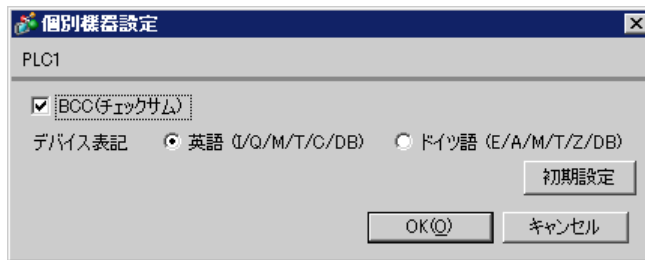 個別機器設定
PLC1
BCC(チェックサム)
デバイス表記 英語 (I/Q/M/T/C/DB) ドイツ語 (E/A/M/T/Z/DB)
初期設定
OK(O) キャンセル